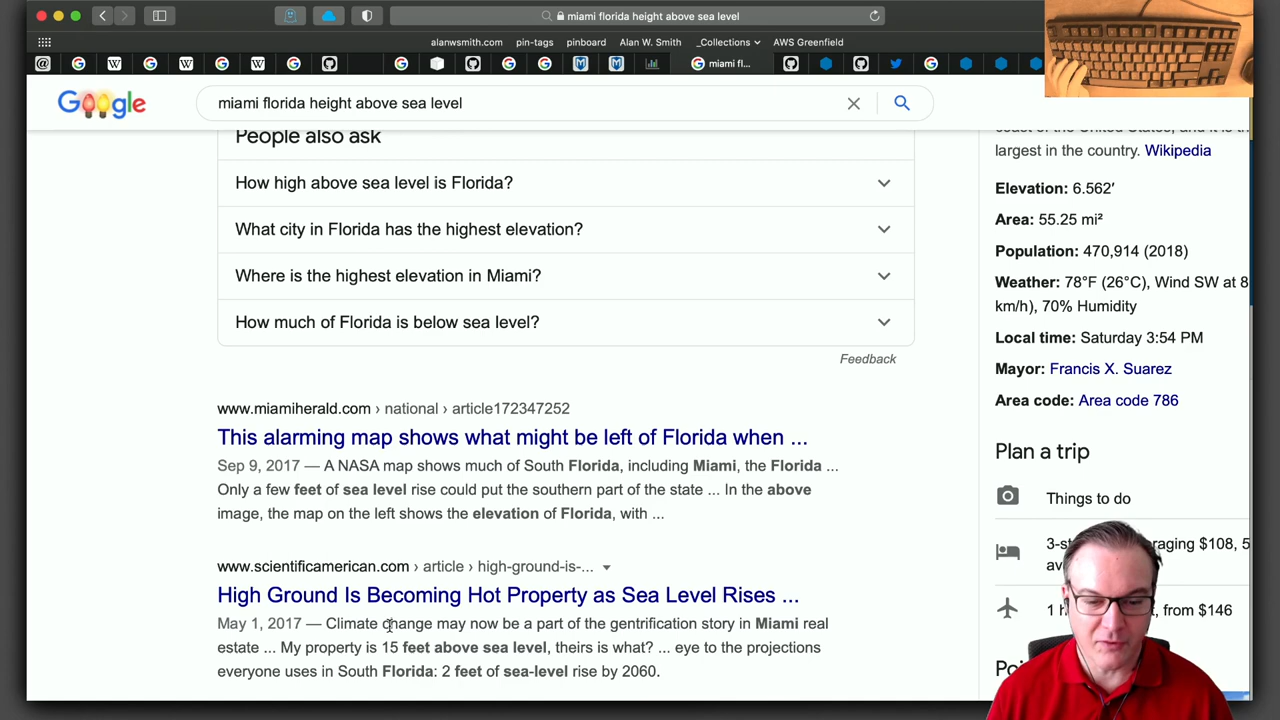 miami florida height above sea level
alanwsmith.com pin-tags pinboard Alan W. Smith _Collections AWS Greenfield
miami fl...
Google miami florida height above sea level
People also ask
How high above sea level is Florida?
What city in Florida has the highest elevation?
Where is the highest elevation in Miami?
How much of Florida is below sea level?
Feedback
www.miamiherald.com › national › article172347252
This alarming map shows what might be left of Florida when ...
Sep 9, 2017 — A NASA map shows much of South Florida, including Miami, the Florida ...
Only a few feet of sea level rise could put the southern part of the state ... In the above
image, the map on the left shows the elevation of Florida, with ...
www.scientificamerican.com › article › high-ground-is-...
High Ground Is Becoming Hot Property as Sea Level Rises ...
May 1, 2017 — Climate change may now be a part of the gentrification story in Miami real
estate ... My property is 15 feet above sea level, theirs is what? ... eye to the projections
everyone uses in South Florida: 2 feet of sea-level rise by 2060.
coast of the United States, and it is th
largest in the country. Wikipedia
Elevation: 6.562′
Area: 55.25 mi²
Population: 470,914 (2018)
Weather: 78°F (26°C), Wind SW at 8
km/h), 70% Humidity
Local time: Saturday 3:54 PM
Mayor: Francis X. Suarez
Area code: Area code 786
Plan a trip
Things to do
3-st raging $108, 5
av
1 h , from $146
Poi